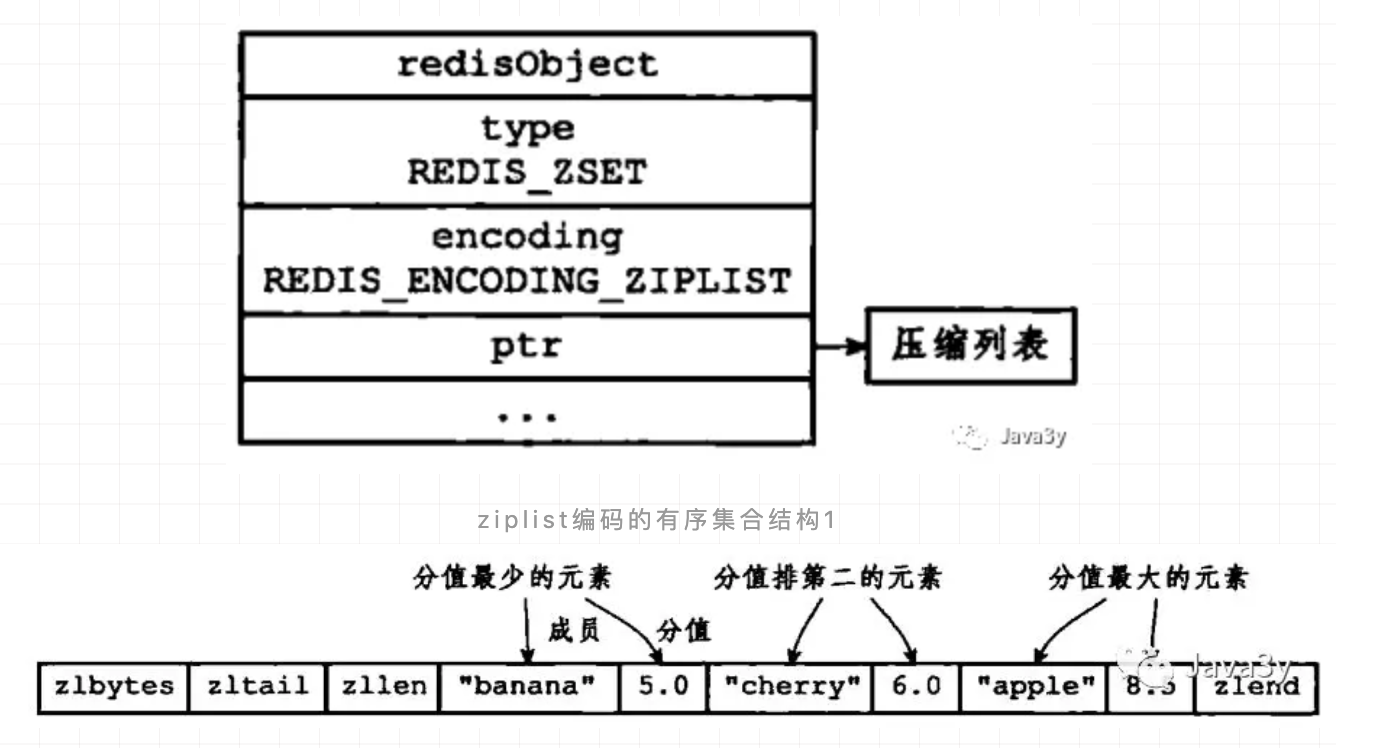 redisObject
type
REDIS_ZSET
encoding
REDIS_ENCODING_ZIPLIST
ptr
压缩列表
...
Java3y
ziplist编码的有序集合结构1
分值最少的元素 分值排第二的元素 分值最大的元素
成员 分值
Java3y
zlbytes zltail zllen "banana" 5.0 "cherry" 6.0 "apple" zlend